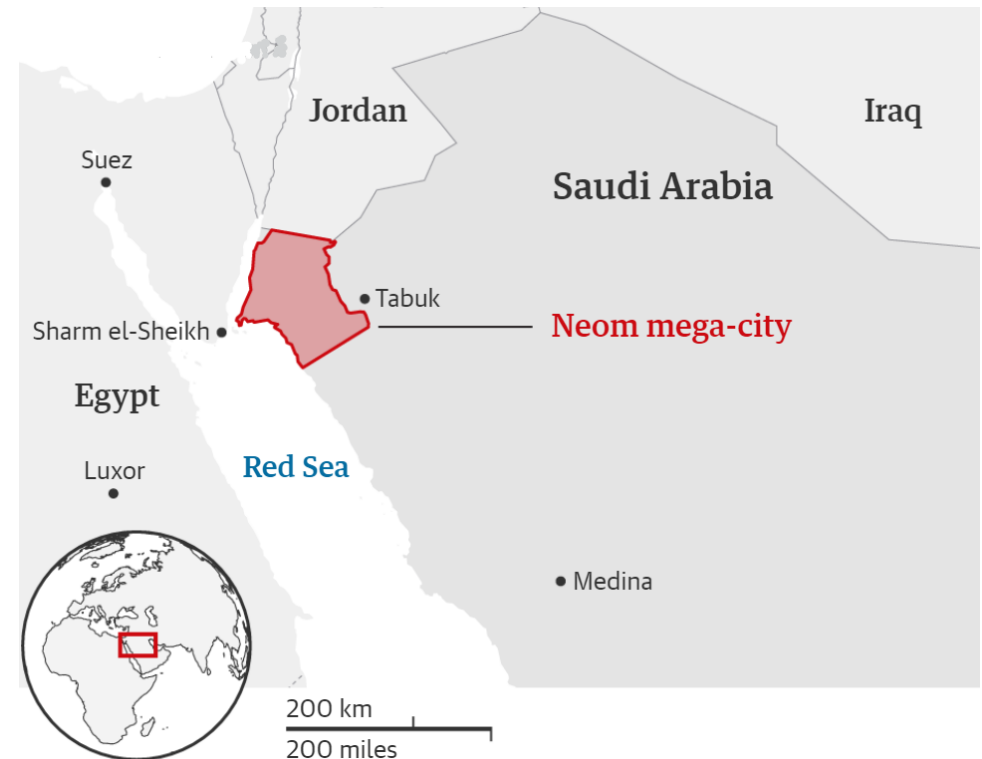 Jordan
Iraq
Suez
Saudi Arabia
Tabuk
Neom mega-city
Sharm el-Sheikh
Egypt
Red Sea
Luxor
Medina
200 km
200 miles